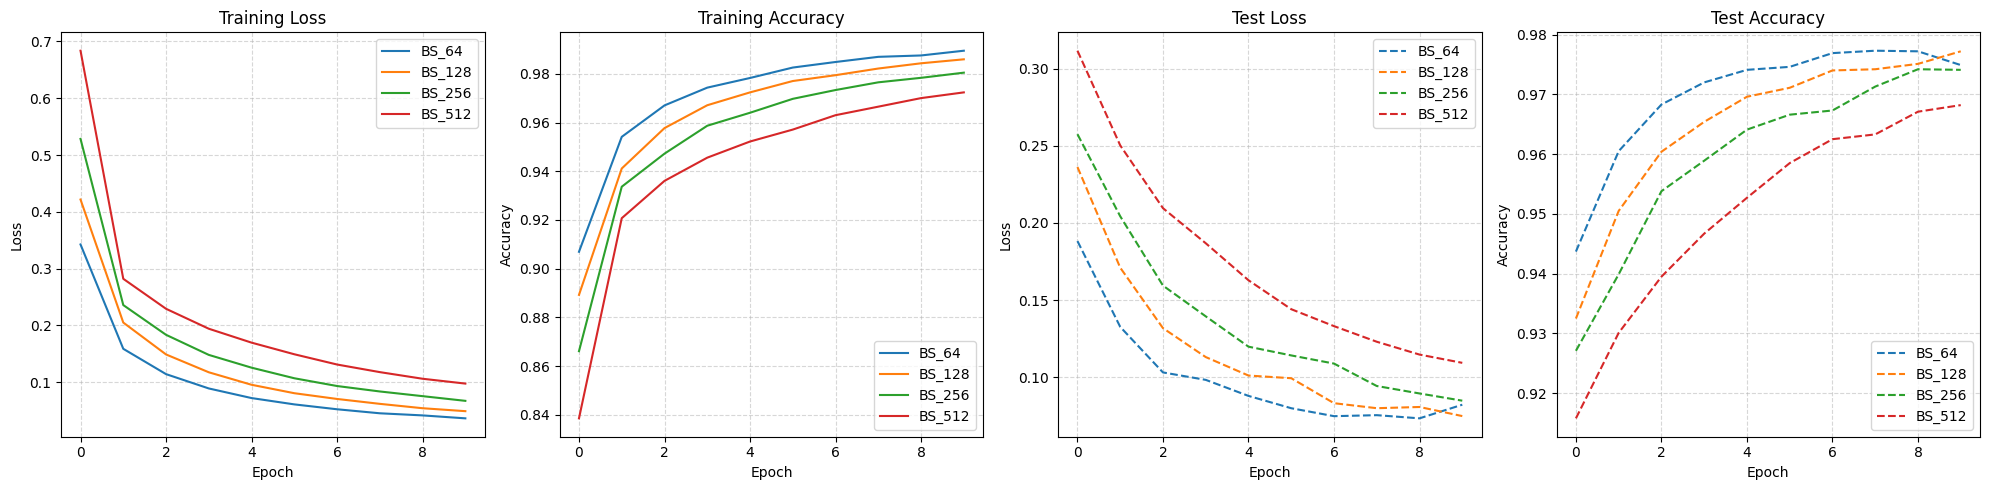 Training Loss
Loss
0.7
0.6
0.5
0.4
0.3
0.2
0.1
0 2 4 6 8
Epoch
BS_64
BS_128
BS_256
BS_512
Training Accuracy
Accuracy
0.98
0.96
0.94
0.92
0.90
0.88
0.86
0.84
0 2 4 6 8
Epoch
BS_64
BS_128
BS_256
BS_512
Test Loss
Loss
0.30
0.25
0.20
0.15
0.10
0 2 4 6 8
Epoch
BS_64
BS_128
BS_256
BS_512
Test Accuracy
Accuracy
0.98
0.97
0.96
0.95
0.94
0.93
0.92
0 2 4 6 8
Epoch
BS_64
BS_128
BS_256
BS_512